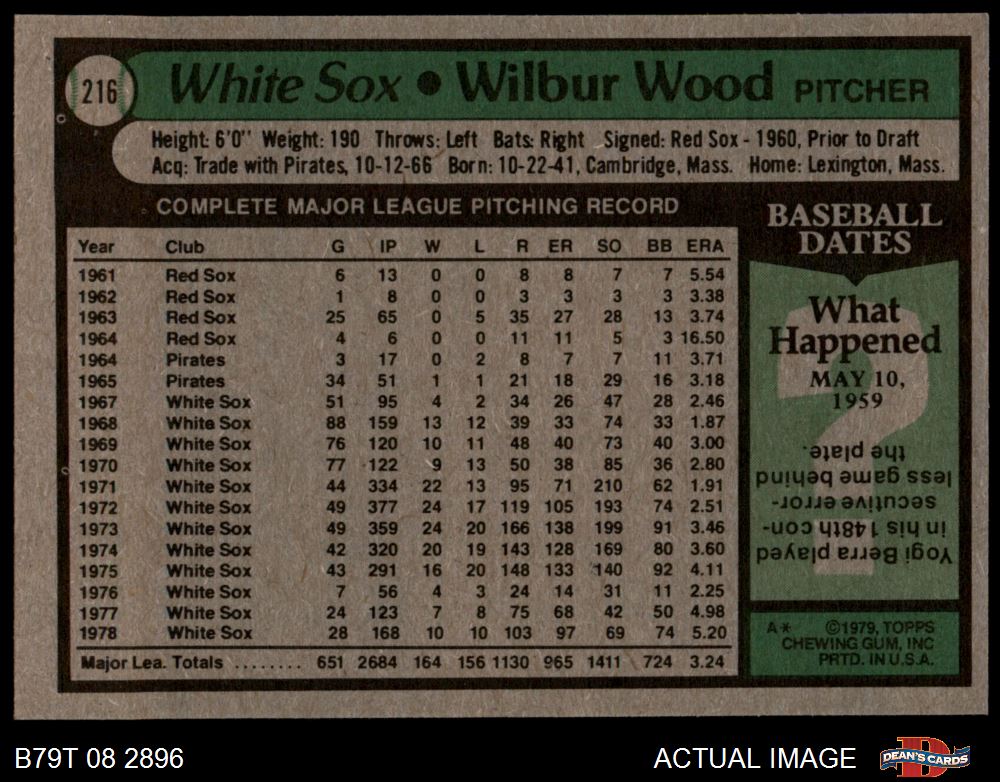 216 White Sox • Wilbur Wood PITCHER
Height: 6'0" Weight: 190 Throws: Left Bats: Right Signed: Red Sox - 1960, Prior to Draft
Acq: Trade with Pirates, 10-12-66 Born: 10-22-41, Cambridge, Mass. Home: Lexington, Mass.
COMPLETE MAJOR LEAGUE PITCHING RECORD
Year Club G IP W L R ER SO BB ERA
1961 Red Sox 6 13 0 0 8 8 7 7 5.54
1962 Red Sox 1 8 0 0 3 3 3 3 3.38
1963 Red Sox 25 65 0 5 35 27 28 13 3.74
1964 Red Sox 4 6 0 0 11 11 5 3 16.50
1964 Pirates 3 17 0 2 8 7 7 11 3.71
1965 Pirates 34 51 1 1 21 18 29 16 3.18
1967 White Sox 51 95 4 2 34 26 47 28 2.46
1968 White Sox 88 159 13 12 39 33 74 33 1.87
1969 White Sox 76 120 10 11 48 40 73 40 3.00
1970 White Sox 77 122 9 13 50 38 85 36 2.80
1971 White Sox 44 334 22 13 95 71 210 62 1.91
1972 White Sox 49 377 24 17 119 105 193 74 2.51
1973 White Sox 49 359 24 20 166 138 199 91 3.46
1974 White Sox 42 320 20 19 143 128 169 80 3.60
1975 White Sox 43 291 16 20 148 133 140 92 4.11
1976 White Sox 7 56 4 3 24 14 31 11 2.25
1977 White Sox 24 123 7 8 75 68 42 50 4.98
1978 White Sox 28 168 10 10 103 97 69 74 5.20
Major Lea. Totals ........ 651 2684 164 156 1130 965 1411 724 3.24
BASEBALL
DATES
What
Happened
MAY 10,
1959
Yogi Berra played
in his 148th con-
secutive error-
less game behind
the plate.
A* ©1979, TOPPS
CHEWING GUM, INC
PRTD. IN U.S.A.
B79T 08 2896
ACTUAL IMAGE
D
DEAN'S CARDS